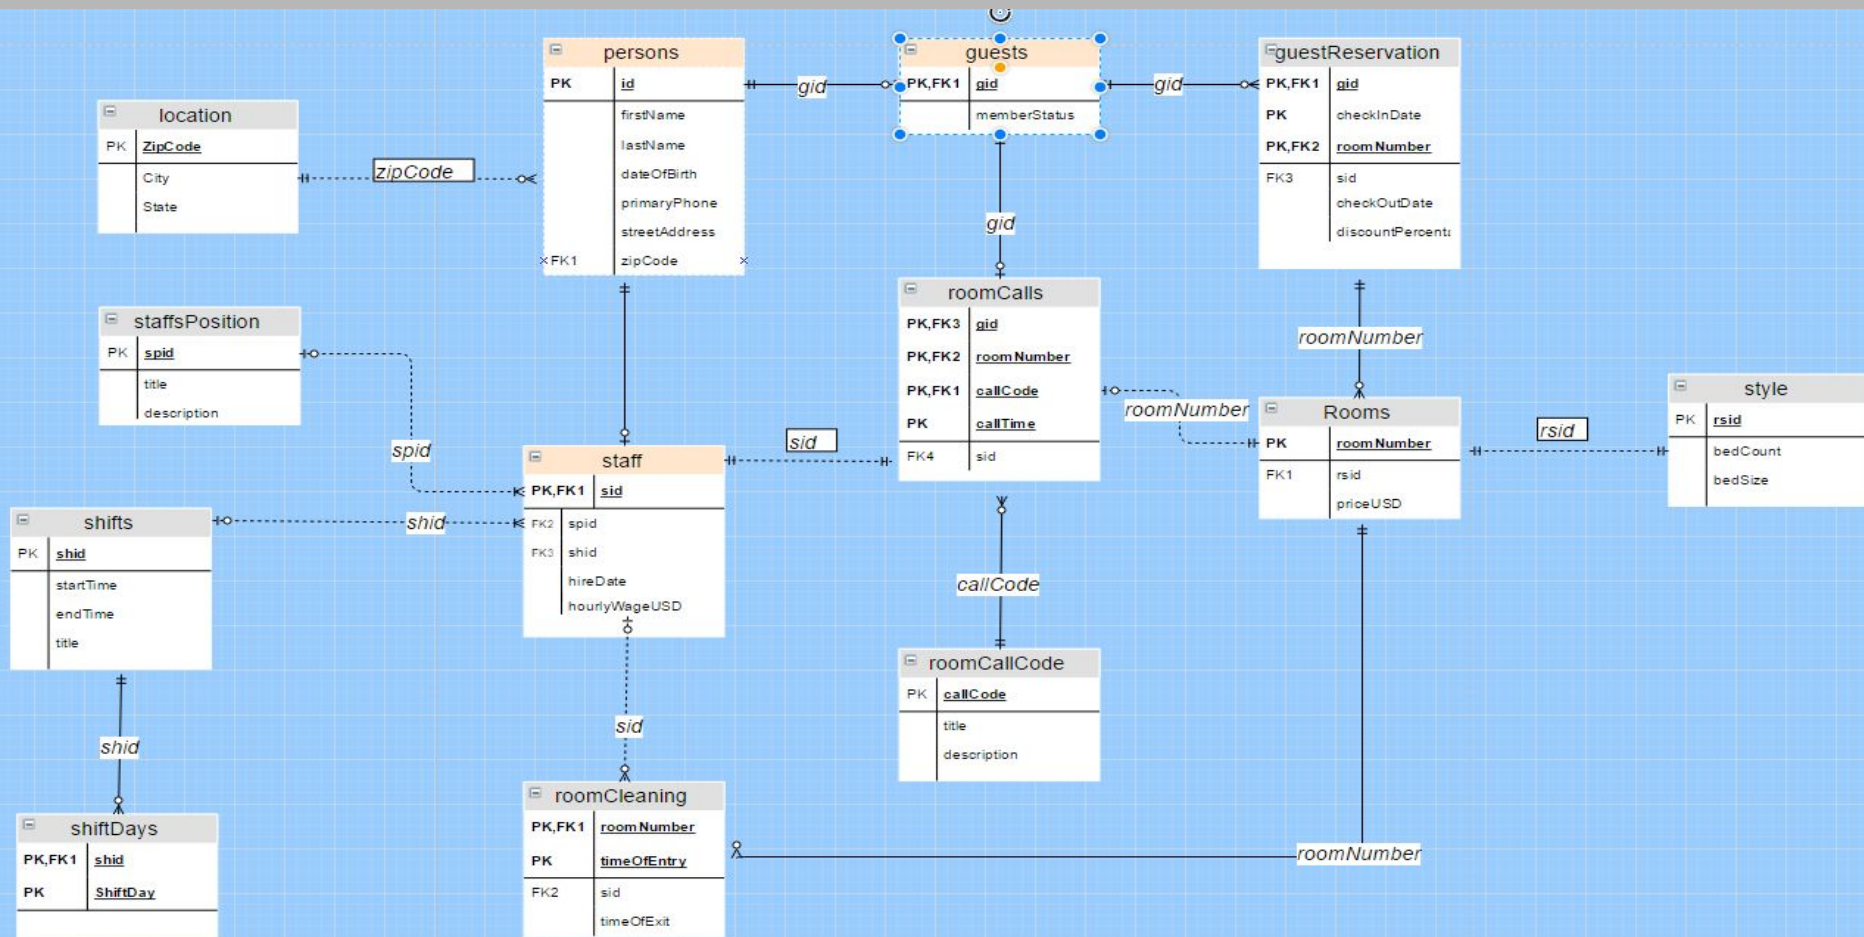 persons
PK id
firstName
lastName
dateOfBirth
primaryPhone
streetAddress
FK1 zipCode
gid
guests
PK,FK1 gid
memberStatus
gid
guestReservation
PK,FK1 gid
PK checkInDate
PK,FK2 roomNumber
FK3 sid
checkOutDate
discountPercent
location
PK ZipCode
City
State
zipCode
gid
staffsPosition
PK spid
title
description
spid
roomCalls
PK,FK3 gid
PK,FK2 roomNumber
PK,FK1 callCode
PK callTime
FK4 sid
roomNumber
roomNumber
Rooms
PK roomNumber
FK1 rsid
priceUSD
rsid
style
PK rsid
bedCount
bedSize
sid
staff
PK,FK1 sid
FK2 spid
FK3 shid
hireDate
hourlyWageUSD
shid
shifts
PK shid
startTime
endTime
title
shid
callCode
roomCallCode
PK callCode
title
description
sid
roomCleaning
PK,FK1 roomNumber
PK timeOfEntry
FK2 sid
timeOfExit
roomNumber
shiftDays
PK,FK1 shid
PK ShiftDay